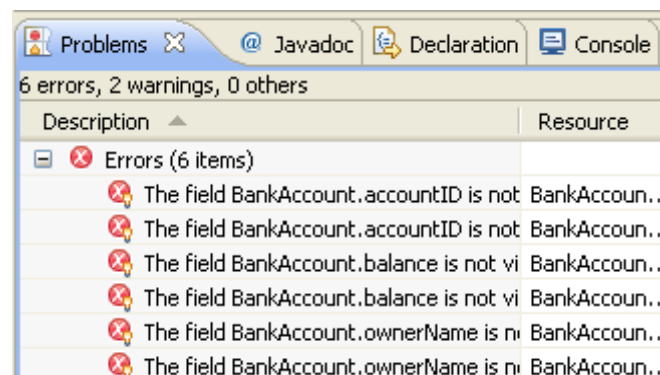 Problems @ Javadoc Declaration Console
6 errors, 2 warnings, 0 others
Description Resource
Errors (6 items)
The field BankAccount.accountID is not BankAccoun..
The field BankAccount.accountID is not BankAccoun..
The field BankAccount.balance is not vi BankAccoun..
The field BankAccount.balance is not vi BankAccoun..
The field BankAccount.ownerName is n BankAccoun..
The field BankAccount.ownerName is n BankAccoun..